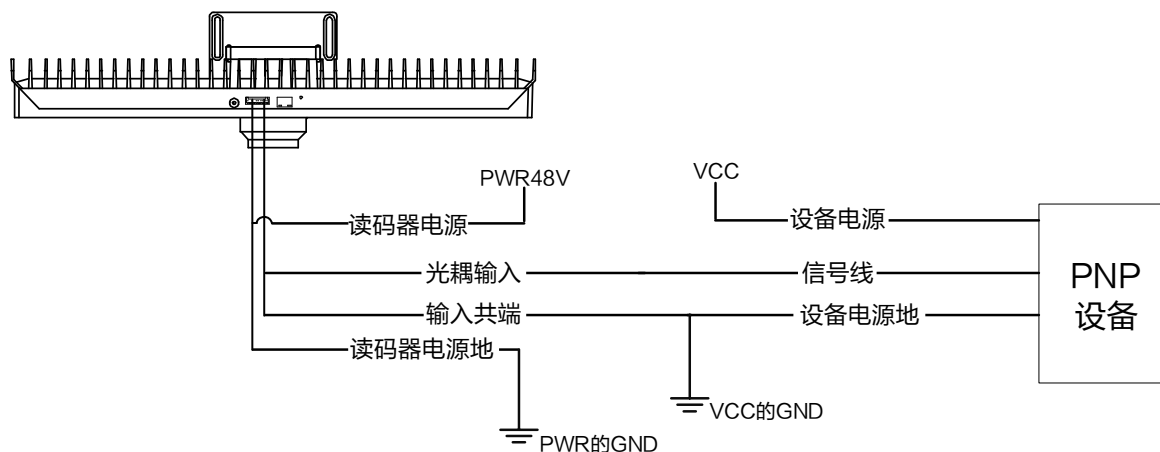 PWR48V
VCC
读码器电源
设备电源
光耦输入
信号线
PNP
设备
输入共端
设备电源地
读码器电源地
VCC的GND
PWR的GND